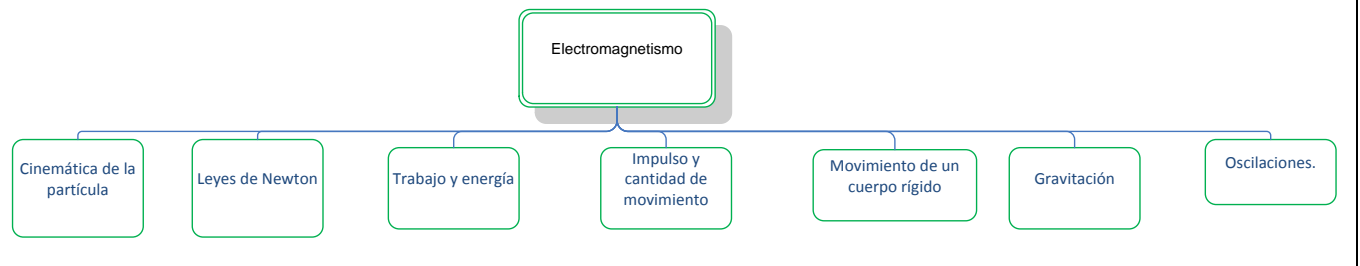 Electromagnetismo
Cinemática de la
partícula
Leyes de Newton
Trabajo y energía
Impulso y
cantidad de
movimiento
Movimiento de un
cuerpo rígido
Gravitación
Oscilaciones.